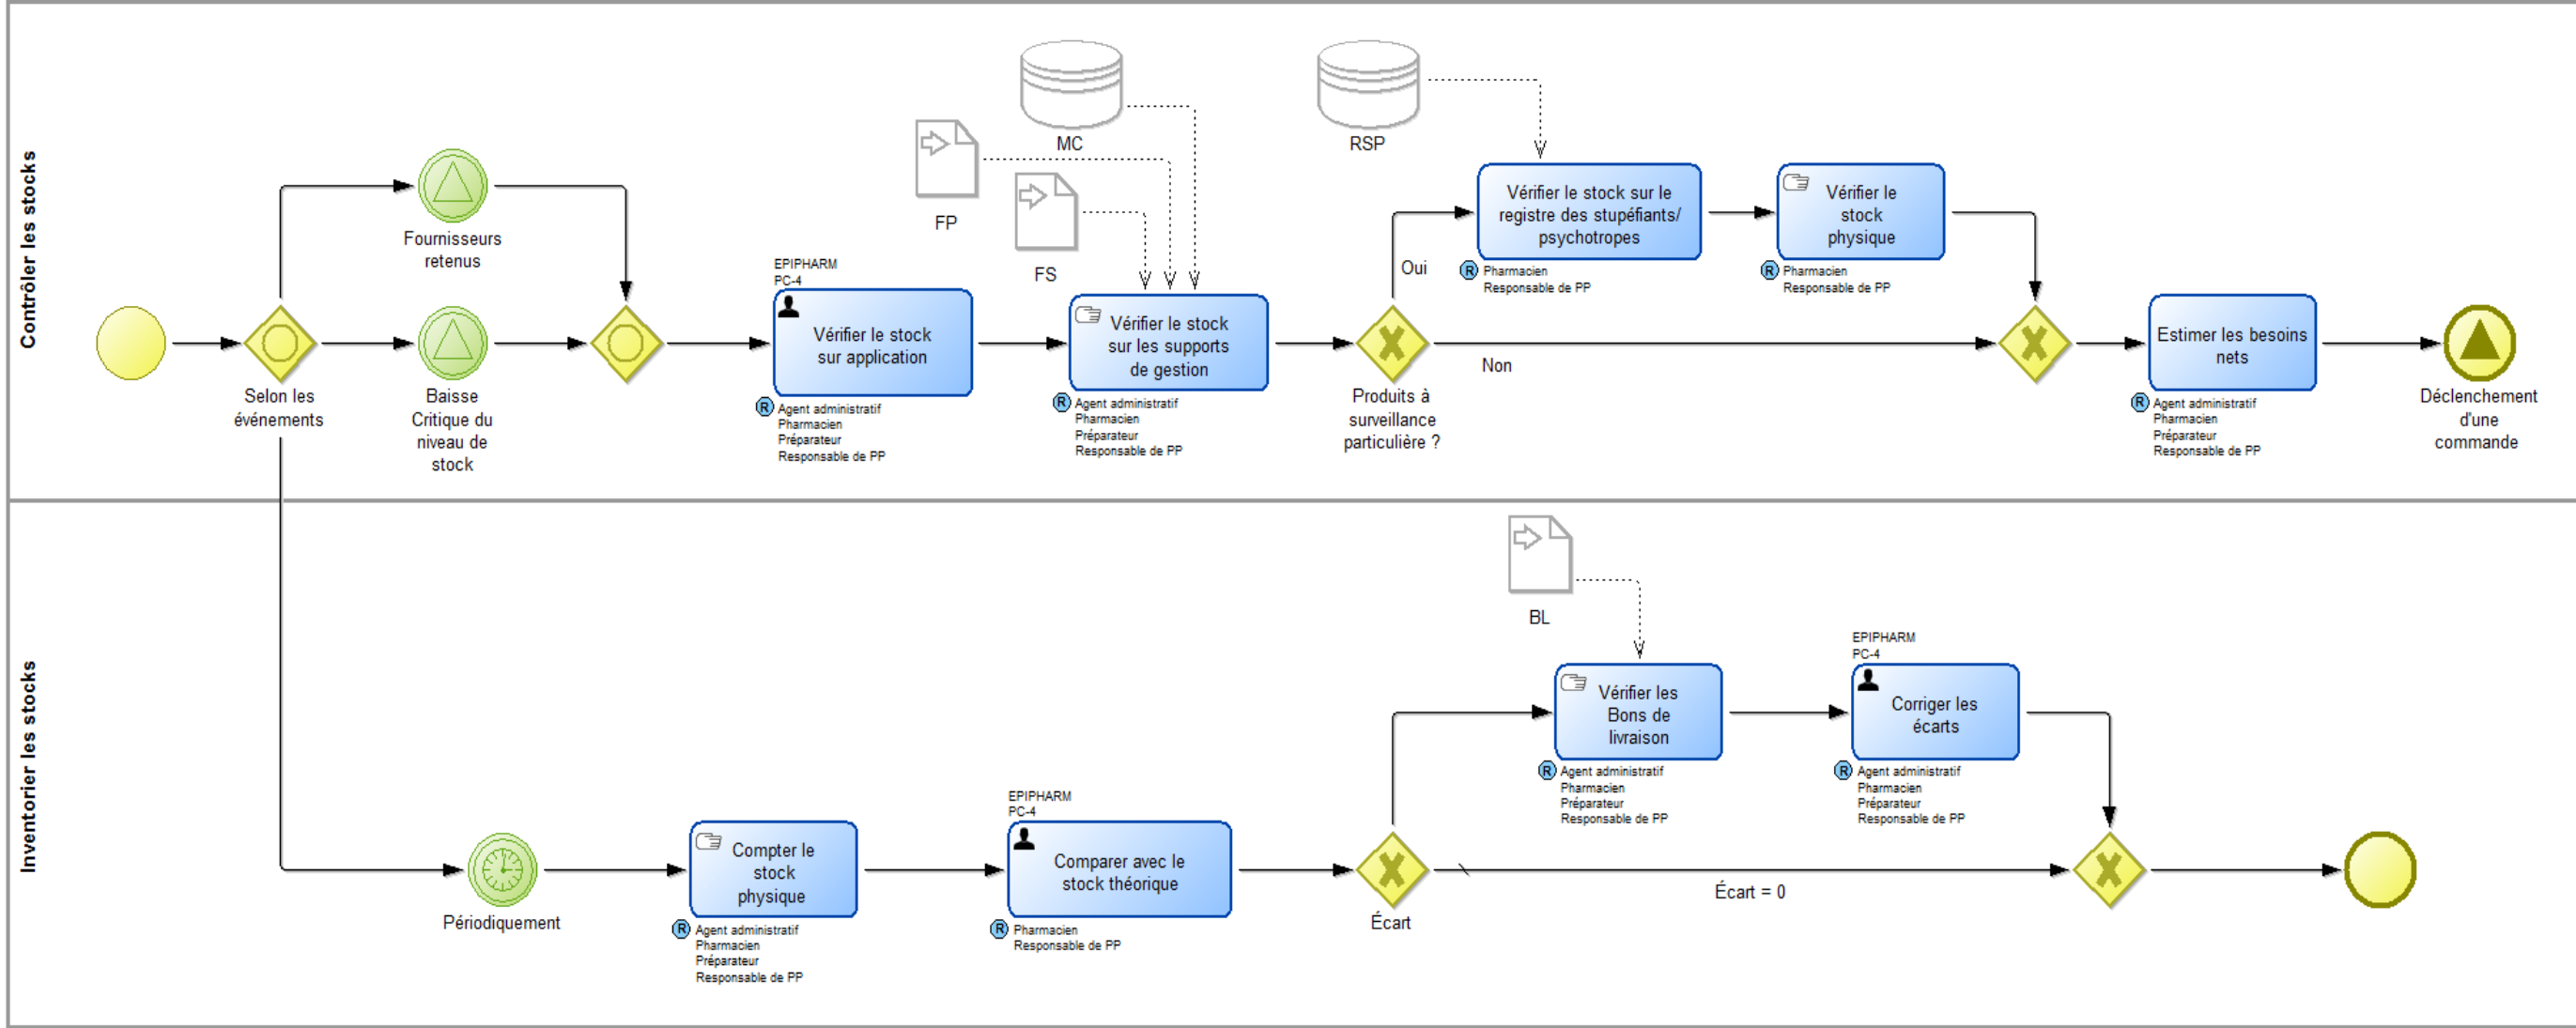 Contrôler les stocks
MC
RSP
FP
FS
Fournisseurs
retenus
Selon les
événements
Baisse
Critique du
niveau de
stock
EPIPHARM
PC-4
Vérifier le stock
sur application
R Agent administratif
Pharmacien
Préparateur
Responsable de PP
Vérifier le stock
sur les supports
de gestion
R Agent administratif
Pharmacien
Préparateur
Responsable de PP
Produits à
surveillance
particulière ?
Oui
Non
Vérifier le stock sur le
registre des stupéfiants/
psychotropes
R Pharmacien
Responsable de PP
Vérifier le
stock
physique
R Pharmacien
Responsable de PP
Estimer les besoins
nets
R Agent administratif
Pharmacien
Préparateur
Responsable de PP
Déclenchement
d'une
commande
Inventorier les stocks
Périodiquement
Compter le
stock
physique
R Agent administratif
Pharmacien
Préparateur
Responsable de PP
EPIPHARM
PC-4
Comparer avec le
stock théorique
R Pharmacien
Responsable de PP
Écart
Écart = 0
BL
Vérifier les
Bons de
livraison
R Agent administratif
Pharmacien
Préparateur
Responsable de PP
EPIPHARM
PC-4
Corriger les
écarts
R Agent administratif
Pharmacien
Préparateur
Responsable de PP